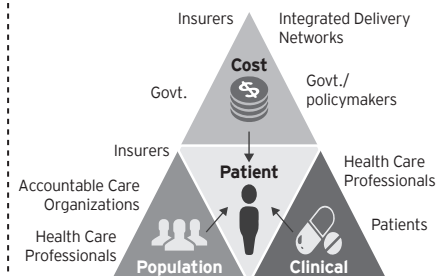 Insurers
Integrated Delivery
Networks
Cost
$
Govt.
Govt./
policymakers
Insurers
Patient
Health Care
Professionals
Accountable Care
Organizations
Patients
Health Care
Professionals
Population
Clinical